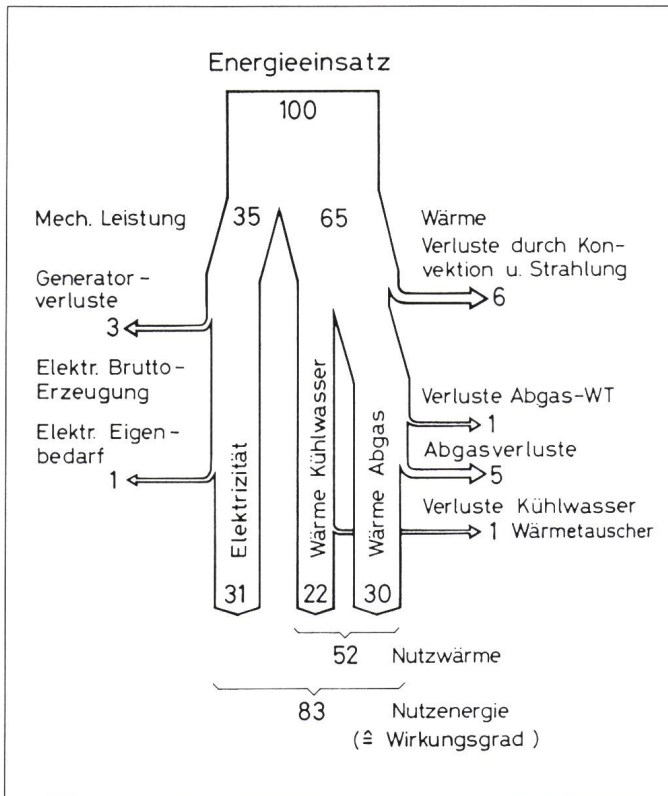 Energieeinsatz
100
Mech. Leistung 35 65 Wärme
Verluste durch Kon-
vektion u. Strahlung
6
Generator-
verluste
3
Elektr. Brutto-
Erzeugung
Verluste Abgas-WT
1
Elektr. Eigen-
bedarf
1
Abgasverluste
5
Verluste Kühlwasser
1 Wärmetauscher
Elektrizität
Wärme Kühlwasser
Wärme Abgas
31 22 30
52 Nutzwärme
83 Nutzenergie
(≙ Wirkungsgrad)